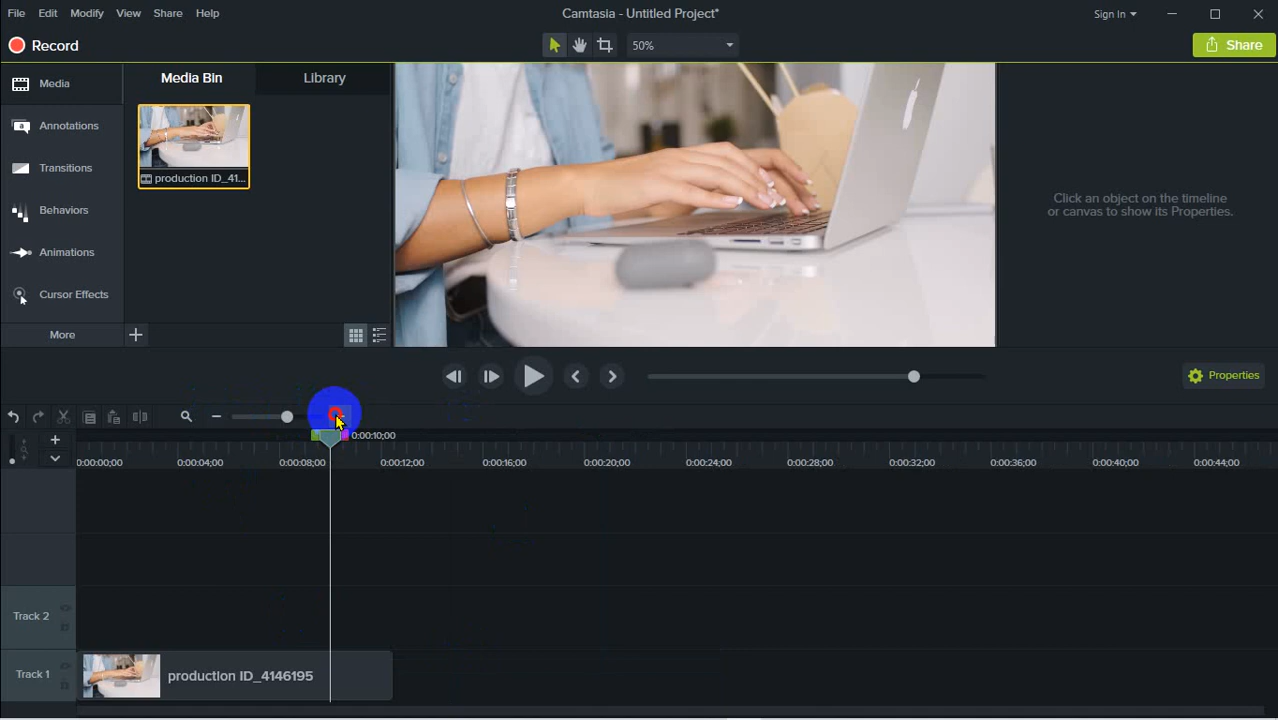 File Edit Modify View Share Help
Camtasia - Untitled Project*
Sign In
Record
50%
Share
Media
Annotations
Transitions
Behaviors
Animations
Cursor Effects
More
Media Bin
Library
production ID_41...
Click an object on the timeline
or canvas to show its Properties.
Properties
0:00:10;00
0:00:00;00 0:00:04;00 0:00:08;00 0:00:12;00 0:00:16;00 0:00:20;00 0:00:24;00 0:00:28;00 0:00:32;00 0:00:36;00 0:00:40;00 0:00:44;00
Track 2
Track 1
production ID_4146195